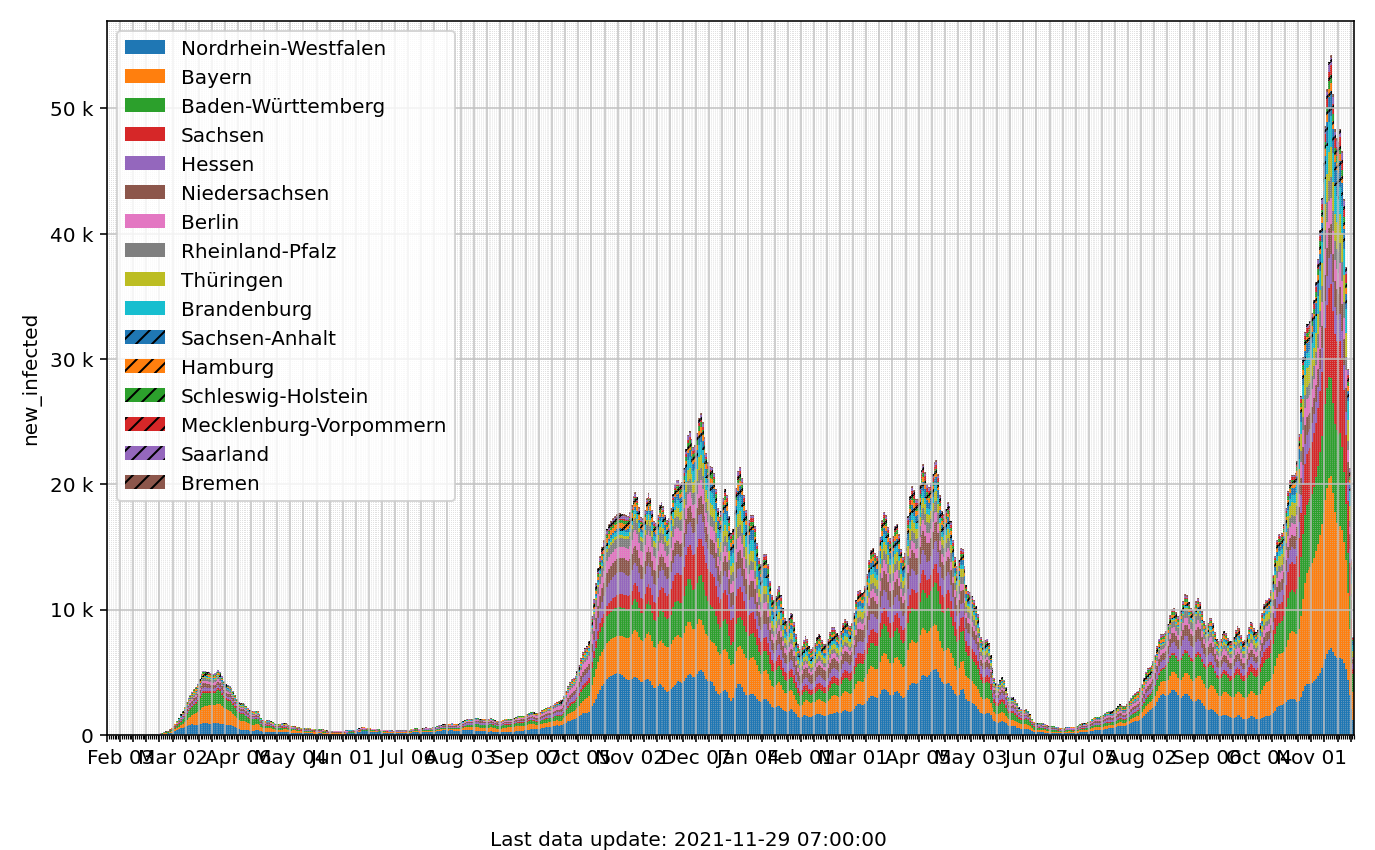 Nordrhein-Westfalen
Bayern
Baden-Württemberg
Sachsen
Hessen
Niedersachsen
Berlin
Rheinland-Pfalz
Thüringen
Brandenburg
Sachsen-Anhalt
Hamburg
Schleswig-Holstein
Mecklenburg-Vorpommern
Saarland
Bremen
50 k
40 k
30 k
20 k
10 k
0
new_infected
Feb 03 Mar 02 Apr 06 May 04 Jun 01 Jul 06 Aug 03 Sep 07 Oct 05 Nov 02 Dec 07 Jan 04 Feb 01 Mar 01 Apr 05 May 03 Jun 07 Jul 05 Aug 02 Sep 06 Oct 04 Nov 01
Last data update: 2021-11-29 07:00:00